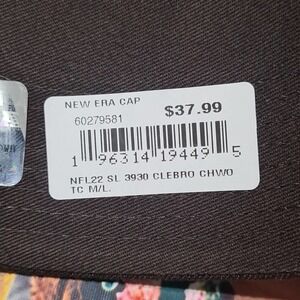 NEW ERA CAP
60279581
$37.99
1 96314 19449 5
NFL22 SL 3930 CLEBRO CHWO
TC M/L.